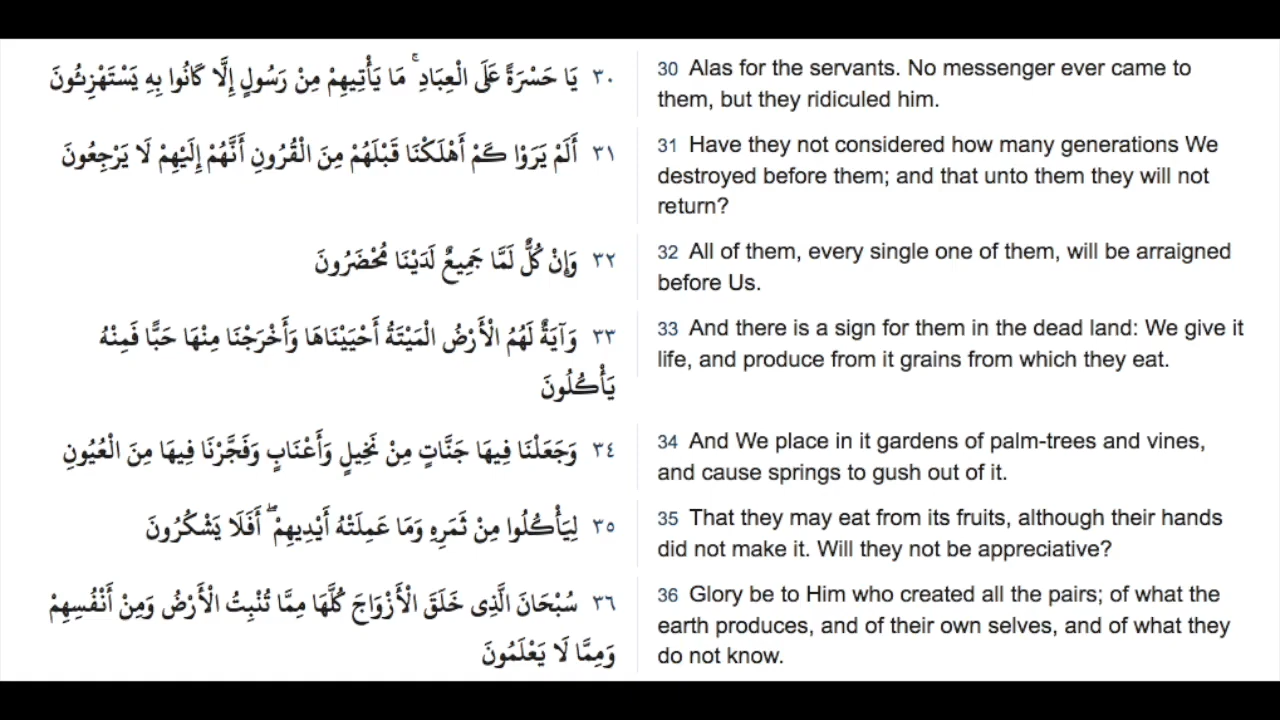 ٣٠ يَا حَسْرَةً عَلَى الْعِبَادِ ۚ مَا يَأْتِيهِمْ مِنْ رَسُولٍ إِلَّا كَانُوا بِهِ يَسْتَهْزِئُونَ
30 Alas for the servants. No messenger ever came to
them, but they ridiculed him.
٣١ أَلَمْ يَرَوْا كَمْ أَهْلَكْنَا قَبْلَهُمْ مِنَ الْقُرُونِ أَنَّهُمْ إِلَيْهِمْ لَا يَرْجِعُونَ
31 Have they not considered how many generations We
destroyed before them; and that unto them they will not
return?
٣٢ وَإِنْ كُلٌّ لَمَّا جَمِيعٌ لَدَيْنَا مُحْضَرُونَ
32 All of them, every single one of them, will be arraigned
before Us.
٣٣ وَآيَةٌ لَهُمُ الْأَرْضُ الْمَيْتَةُ أَحْيَيْنَاهَا وَأَخْرَجْنَا مِنْهَا حَبًّا فَمِنْهُ
يَأْكُلُونَ
33 And there is a sign for them in the dead land: We give it
life, and produce from it grains from which they eat.
٣٤ وَجَعَلْنَا فِيهَا جَنَّاتٍ مِنْ نَخِيلٍ وَأَعْنَابٍ وَفَجَّرْنَا فِيهَا مِنَ الْعُيُونِ
34 And We place in it gardens of palm-trees and vines,
and cause springs to gush out of it.
٣٥ لِيَأْكُلُوا مِنْ ثَمَرِهِ وَمَا عَمِلَتْهُ أَيْدِيهِمْ ۖ أَفَلَا يَشْكُرُونَ
35 That they may eat from its fruits, although their hands
did not make it. Will they not be appreciative?
٣٦ سُبْحَانَ الَّذِي خَلَقَ الْأَزْوَاجَ كُلَّهَا مِمَّا تُنْبِتُ الْأَرْضُ وَمِنْ أَنْفُسِهِمْ
وَمِمَّا لَا يَعْلَمُونَ
36 Glory be to Him who created all the pairs; of what the
earth produces, and of their own selves, and of what they
do not know.